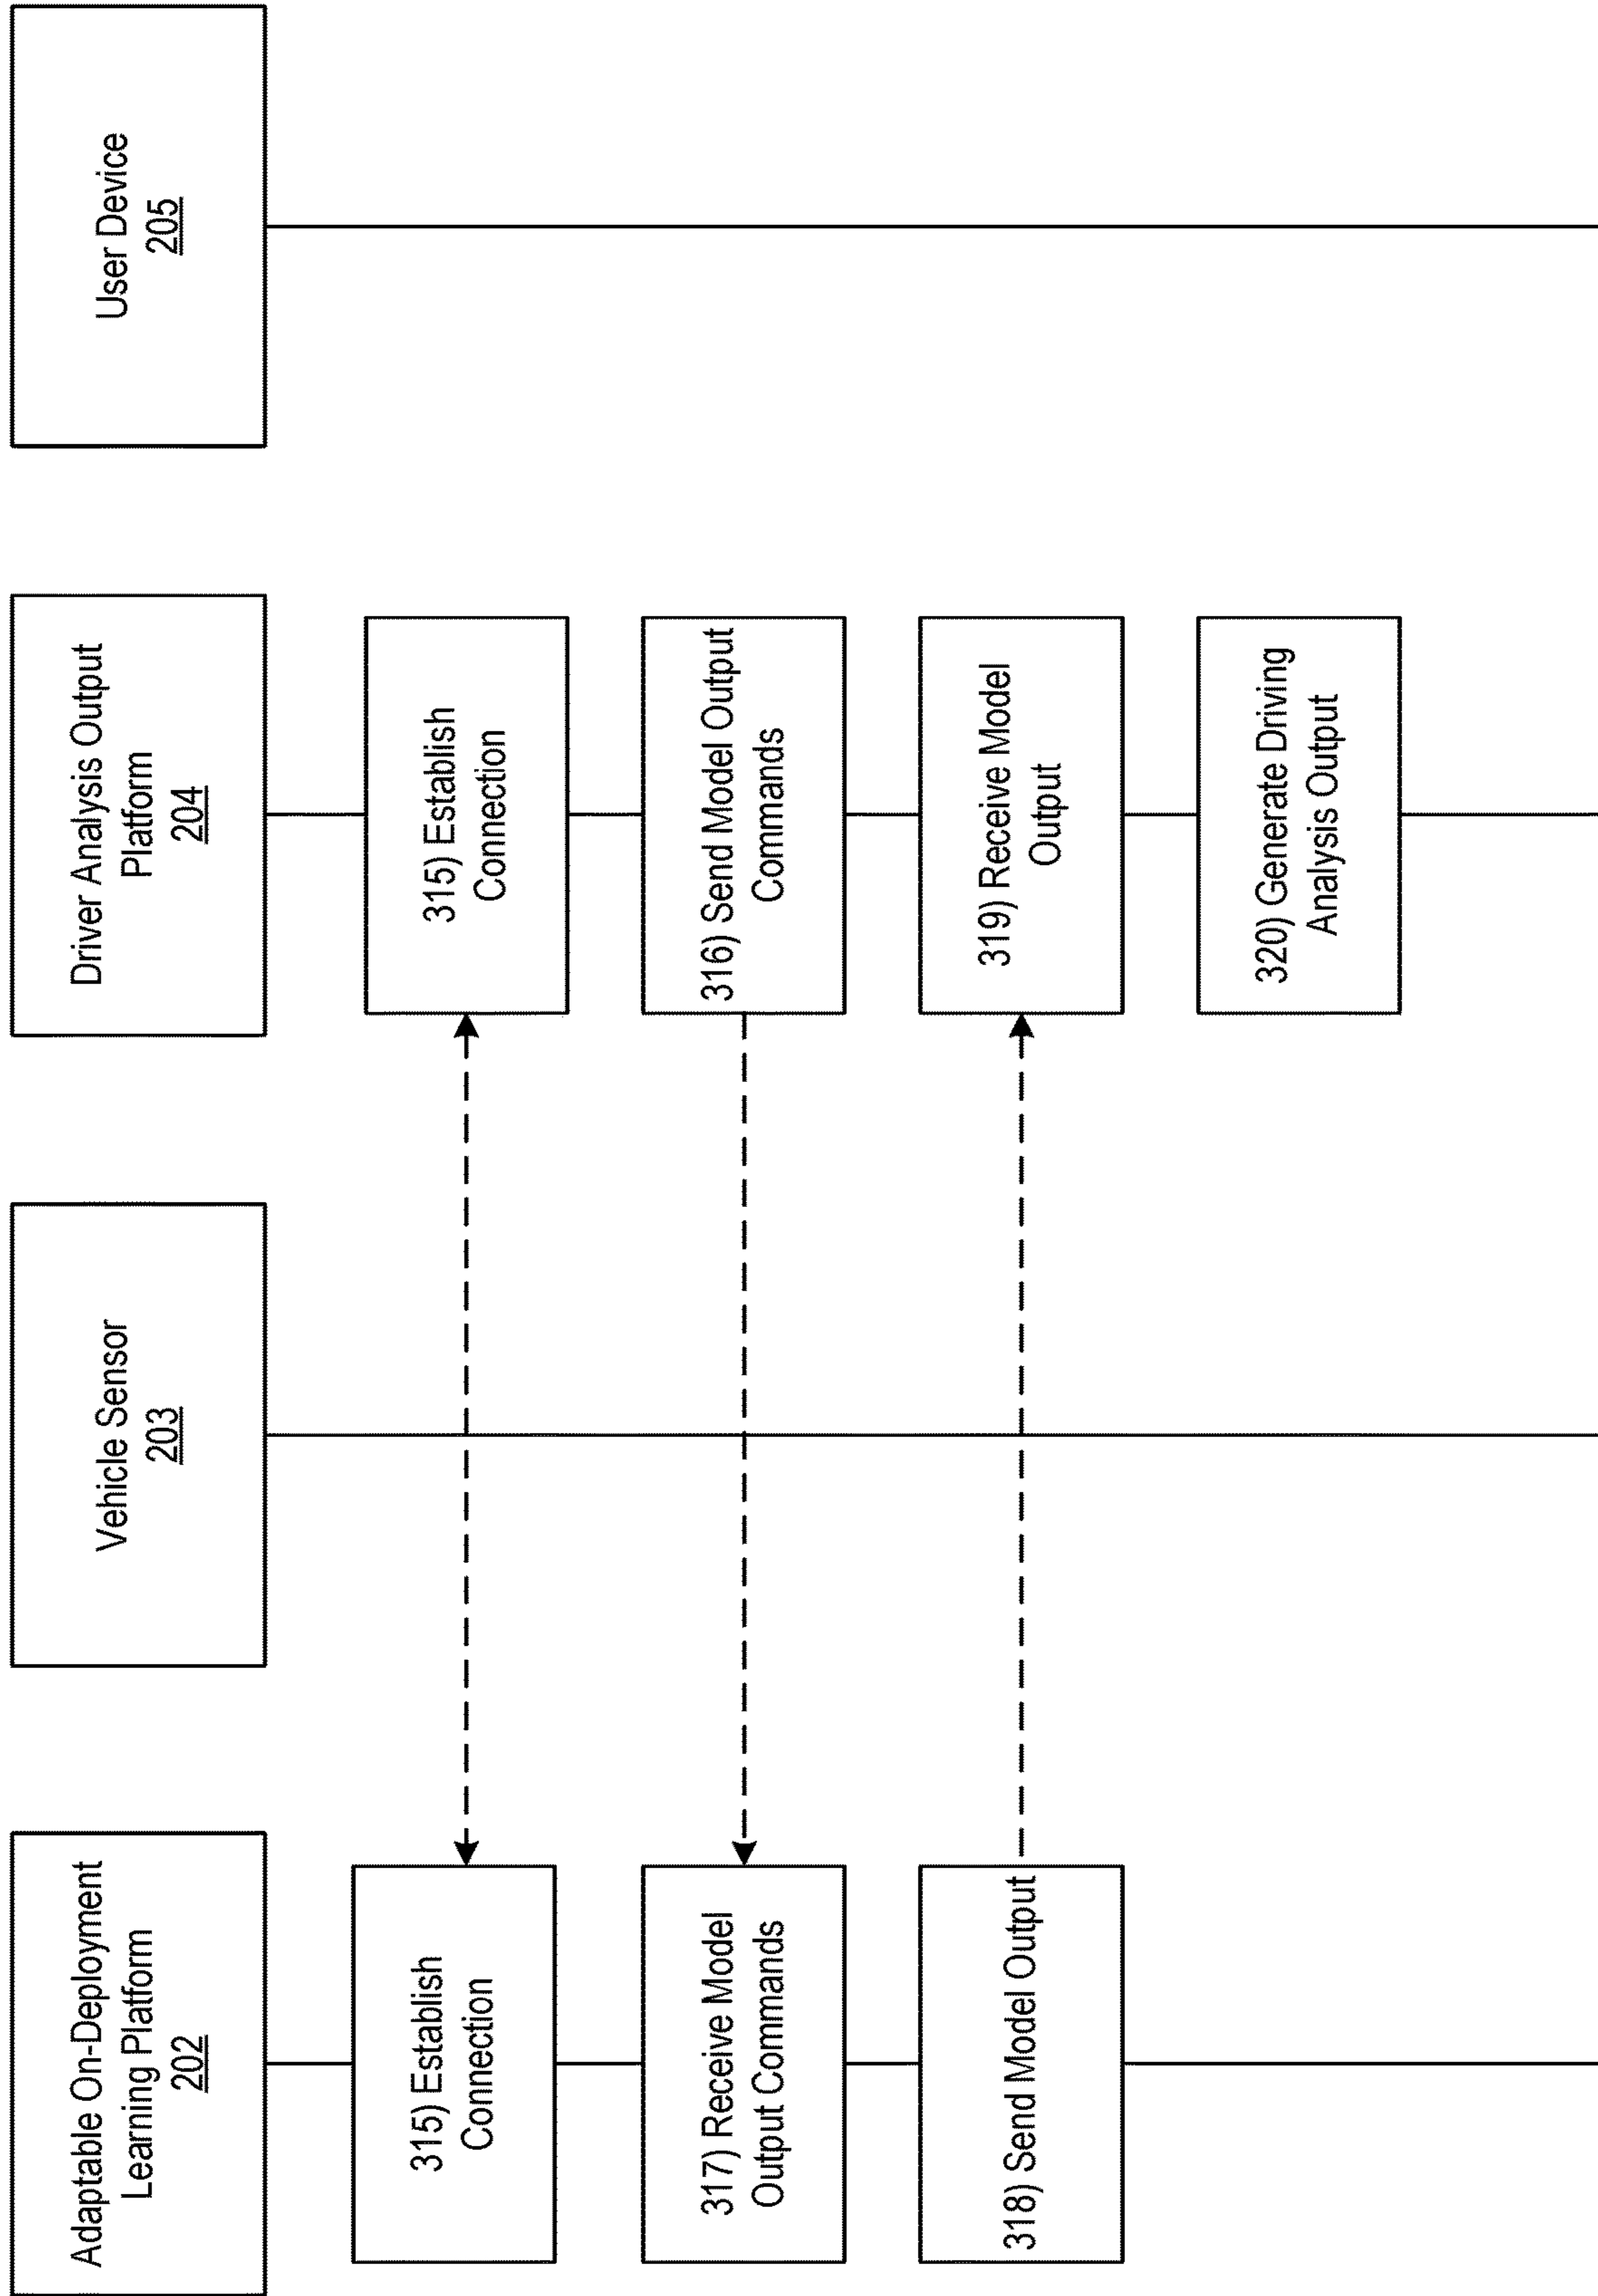 Adaptable On-Deployment
Learning Platform
202
Vehicle Sensor
203
Driver Analysis Output
Platform
204
User Device
205
315) Establish
Connection
315) Establish
Connection
317) Receive Model
Output Commands
316) Send Model Output
Commands
318) Send Model Output
319) Receive Model
Output
320) Generate Driving
Analysis Output